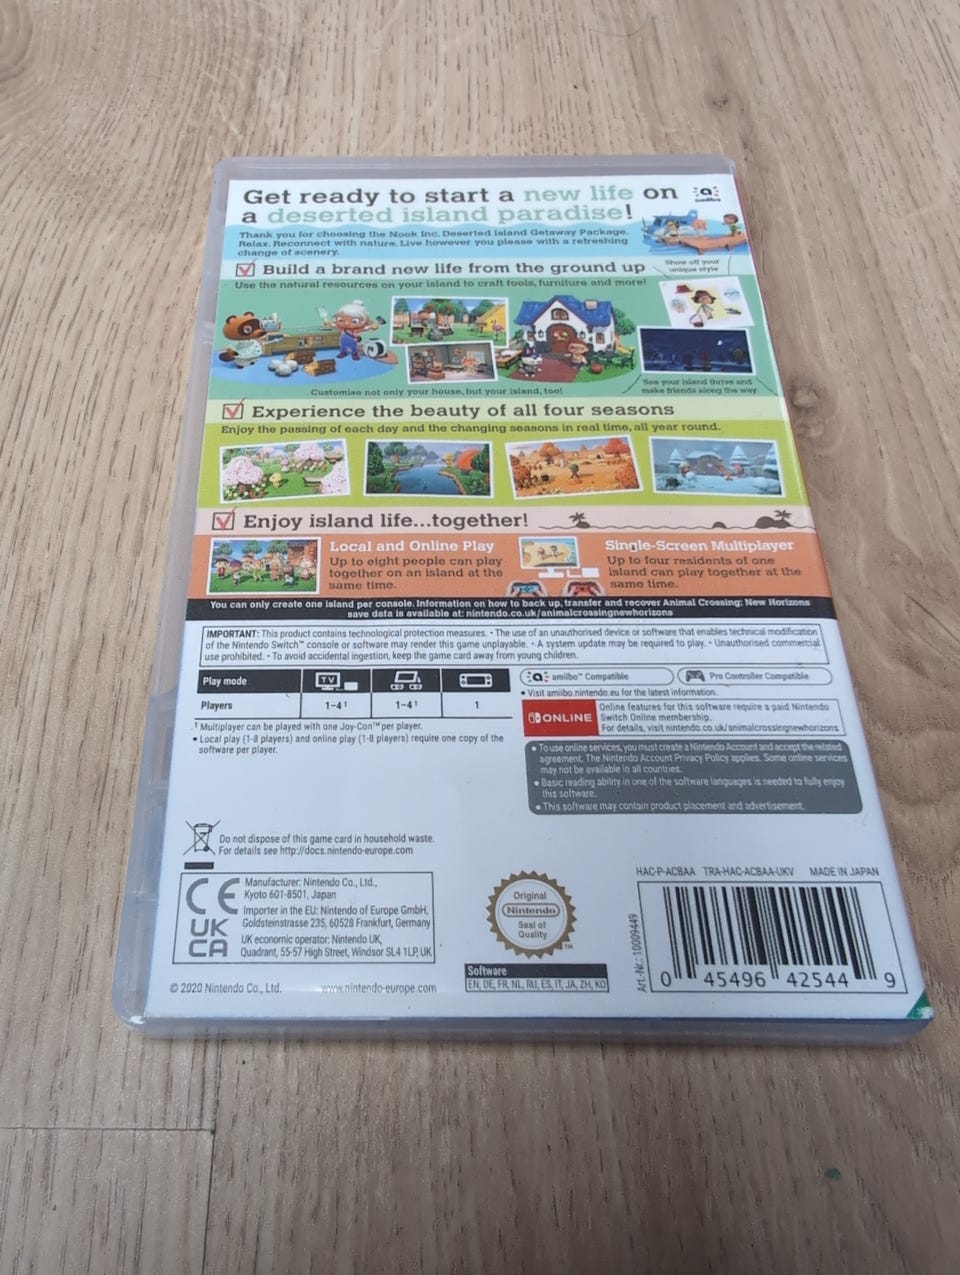 Get ready to start a new life on
a deserted island paradise!
amiibo
Thank you for choosing the Nook Inc. Deserted Island Getaway Package.
Relax. Reconnect with nature. Live however you please with a refreshing
change of scenery.
Show off your
unique style
Build a brand new life from the ground up
Use the natural resources on your island to craft tools, furniture and more!
Customise not only your house, but your island, too!
See your island thrive and
make friends along the way
Experience the beauty of all four seasons
Enjoy the passing of each day and the changing seasons in real time, all year round.
Enjoy island life...together!
Local and Online Play
Up to eight people can play
together on an island at the
same time.
Single-Screen Multiplayer
Up to four residents of one
island can play together at the
same time.
You can only create one island per console. Information on how to back up, transfer and recover Animal Crossing: New Horizons
save data is available at: nintendo.co.uk/animalcrossingnewhorizons
IMPORTANT: This product contains technological protection measures. • The use of an unauthorised device or software that enables technical modification
of the Nintendo Switch™ console or software may render this game unplayable. • A system update may be required to play. • Unauthorised commercial
use prohibited. • To avoid accidental ingestion, keep the game card away from young children.
Play mode
TV
Players
1-4¹
1-4¹
1
¹ Multiplayer can be played with one Joy-Con™ per player.
• Local play (1-8 players) and online play (1-8 players) require one copy of the
software per player.
amiibo™ Compatible
Pro Controller Compatible
• Visit amiibo.nintendo.eu for the latest information.
ONLINE
Online features for this software require a paid Nintendo
Switch Online membership.
For details, visit nintendo.co.uk/animalcrossingnewhorizons
• To use online services, you must create a Nintendo Account and accept the related
agreement. The Nintendo Account Privacy Policy applies. Some online services
may not be available in all countries.
• Basic reading ability in one of the software languages is needed to fully enjoy
this software.
• This software may contain product placement and advertisement.
Do not dispose of this game card in household waste.
For details see http://docs.nintendo-europe.com
CE
UK
CA
Manufacturer: Nintendo Co., Ltd.,
Kyoto 601-8501, Japan
Importer in the EU: Nintendo of Europe GmbH,
Goldsteinstrasse 235, 60528 Frankfurt, Germany
UK economic operator: Nintendo UK,
Quadrant, 55-57 High Street, Windsor SL4 1LP, UK
© 2020 Nintendo Co., Ltd.
www.nintendo-europe.com
Original
Nintendo
Seal of
Quality
™
Software
EN, DE, FR, NL, RU, ES, IT, JA, ZH, KO
HAC-P-ACBAA TRA-HAC-ACBAA-UKV MADE IN JAPAN
Art.-Nr.: 10009449
0 45496 42544 9